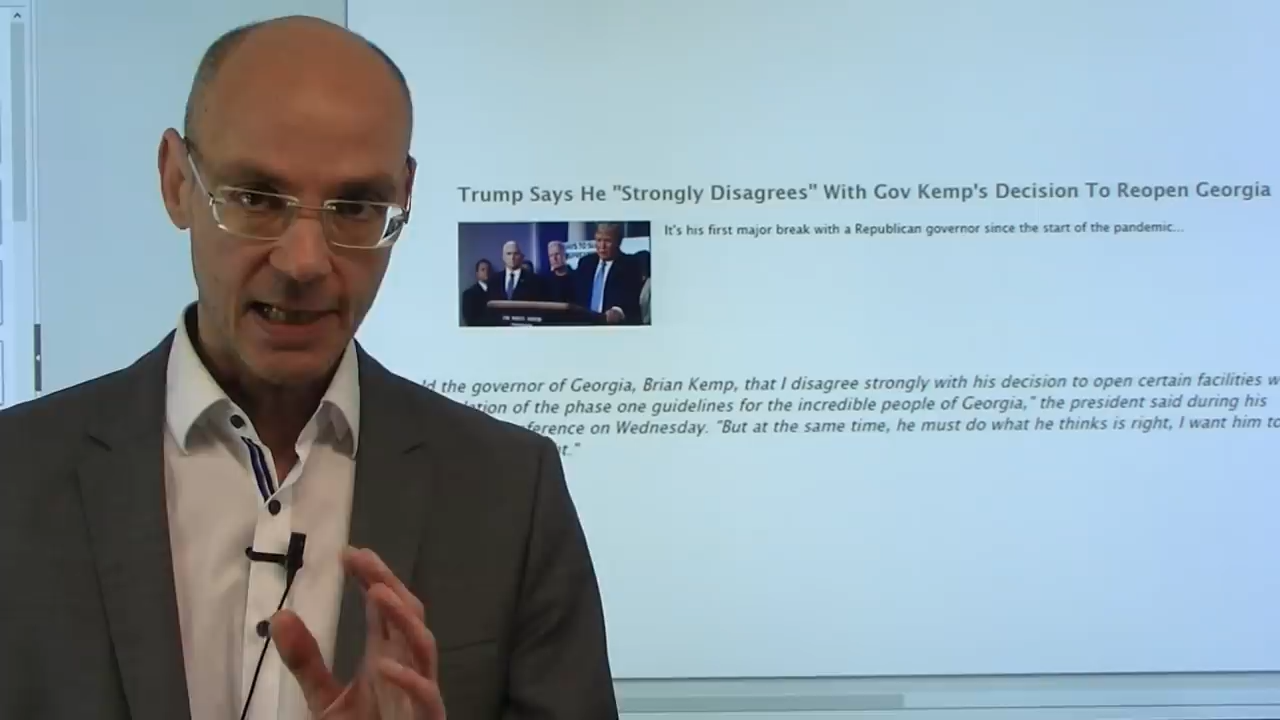 Trump Says He "Strongly Disagrees" With Gov Kemp's Decision To Reopen Georgia
It's his first major break with a Republican governor since the start of the pandemic...
the governor of Georgia, Brian Kemp, that I disagree strongly with his decision to open certain facilities
of the phase one guidelines for the incredible people of Georgia," the president said during his
on Wednesday. "But at the same time, he must do what he thinks is right, I want him to